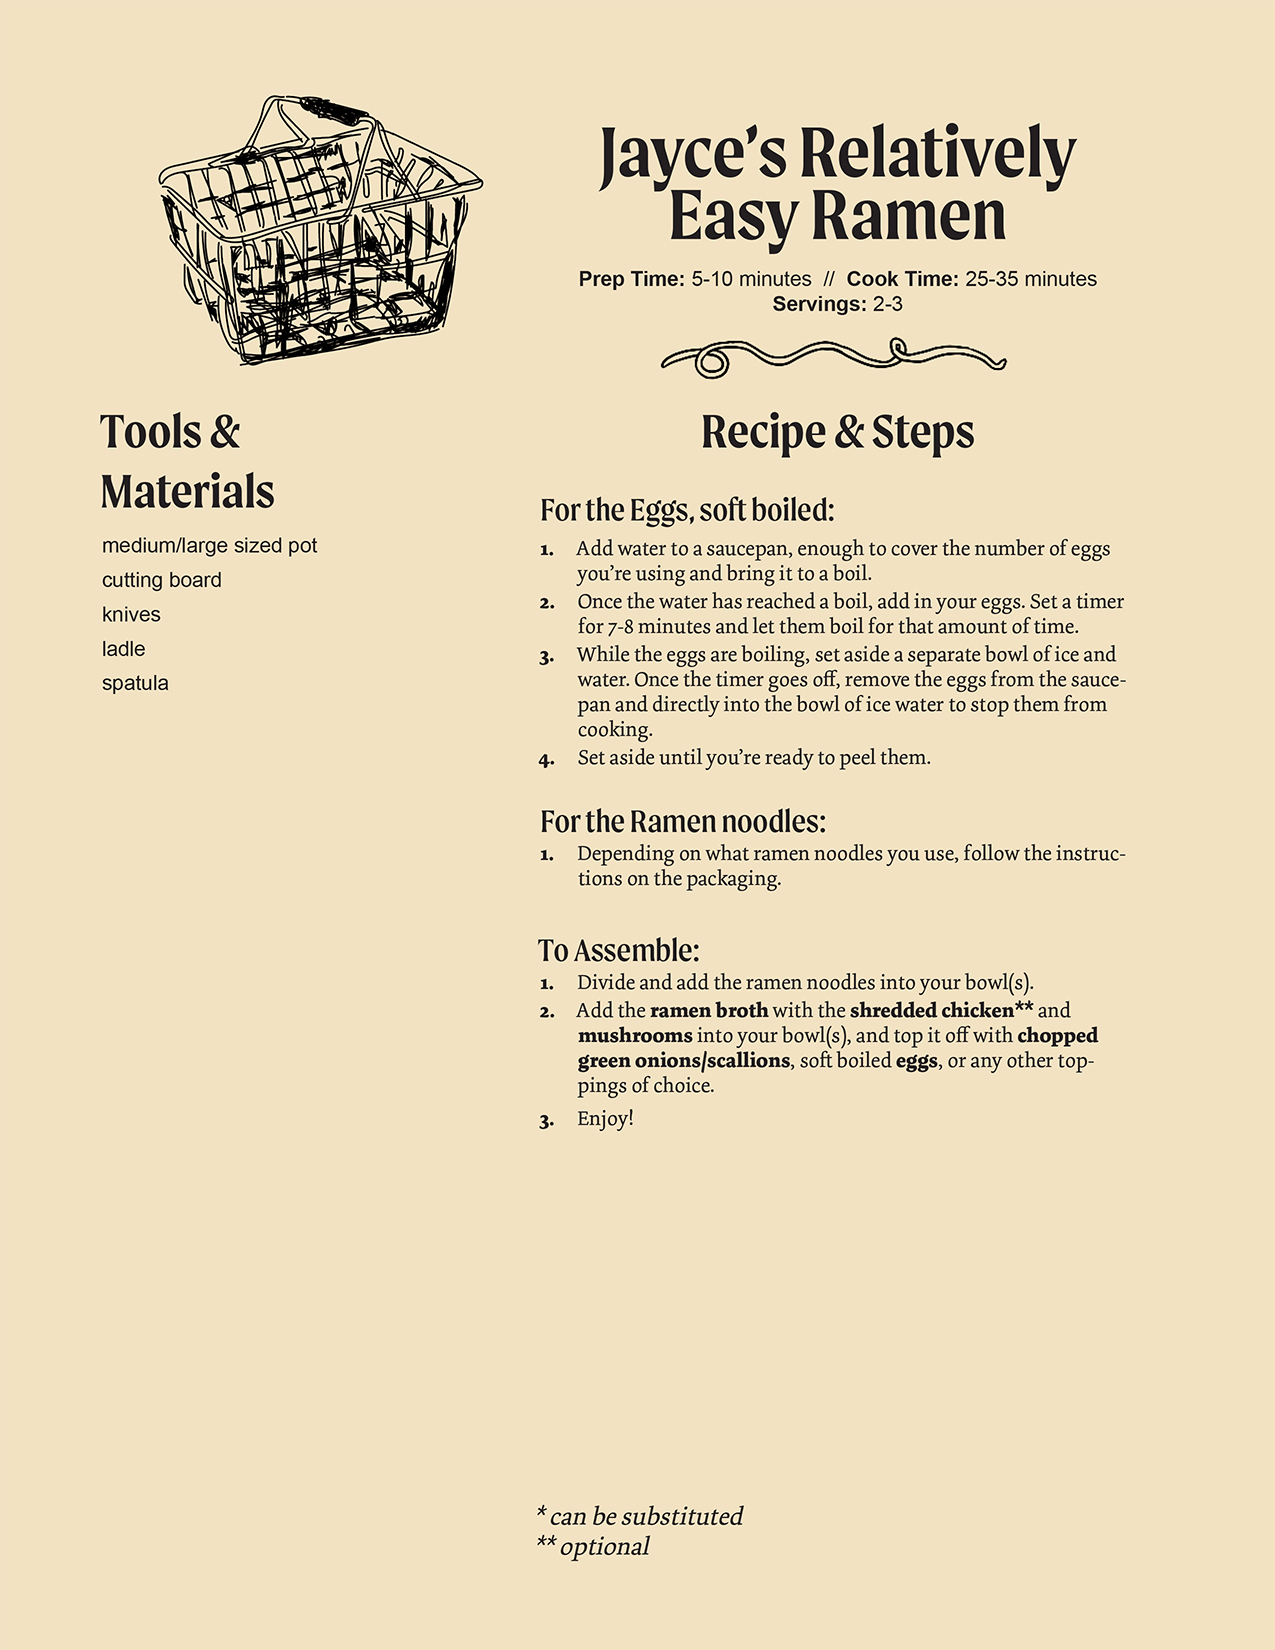 Jayce’s Relatively
Easy Ramen
Prep Time: 5-10 minutes // Cook Time: 25-35 minutes
Servings: 2-3
Tools &
Materials
medium/large sized pot
cutting board
knives
ladle
spatula
Recipe & Steps
For the Eggs, soft boiled:
1. Add water to a saucepan, enough to cover the number of eggs
you’re using and bring it to a boil.
2. Once the water has reached a boil, add in your eggs. Set a timer
for 7-8 minutes and let them boil for that amount of time.
3. While the eggs are boiling, set aside a separate bowl of ice and
water. Once the timer goes off, remove the eggs from the sauce-
pan and directly into the bowl of ice water to stop them from
cooking.
4. Set aside until you’re ready to peel them.
For the Ramen noodles:
1. Depending on what ramen noodles you use, follow the instruc-
tions on the packaging.
To Assemble:
1. Divide and add the ramen noodles into your bowl(s).
2. Add the ramen broth with the shredded chicken** and
mushrooms into your bowl(s), and top it off with chopped
green onions/scallions, soft boiled eggs, or any other top-
pings of choice.
3. Enjoy!
* can be substituted
** optional